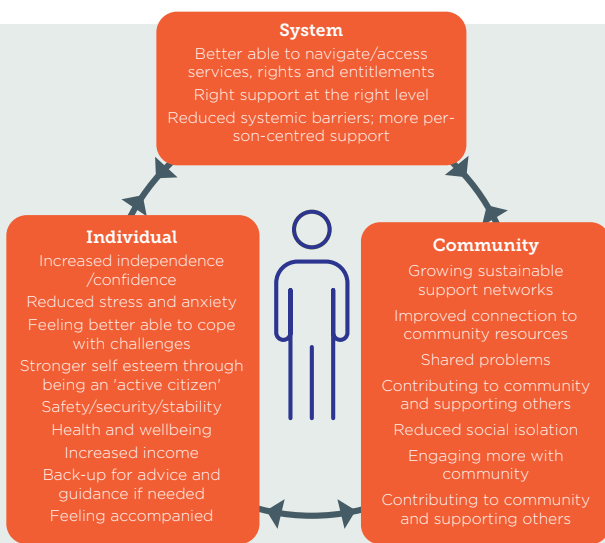 System
Better able to navigate/access
services, rights and entitlements
Right support at the right level
Reduced systemic barriers; more per-
son-centred support
Individual
Increased independence
/confidence
Reduced stress and anxiety
Feeling better able to cope
with challenges
Stronger self esteem through
being an 'active citizen'
Safety/security/stability
Health and wellbeing
Increased income
Back-up for advice and
guidance if needed
Feeling accompanied
Community
Growing sustainable
support networks
Improved connection to
community resources
Shared problems
Contributing to community
and supporting others
Reduced social isolation
Engaging more with
community
Contributing to community
and supporting others